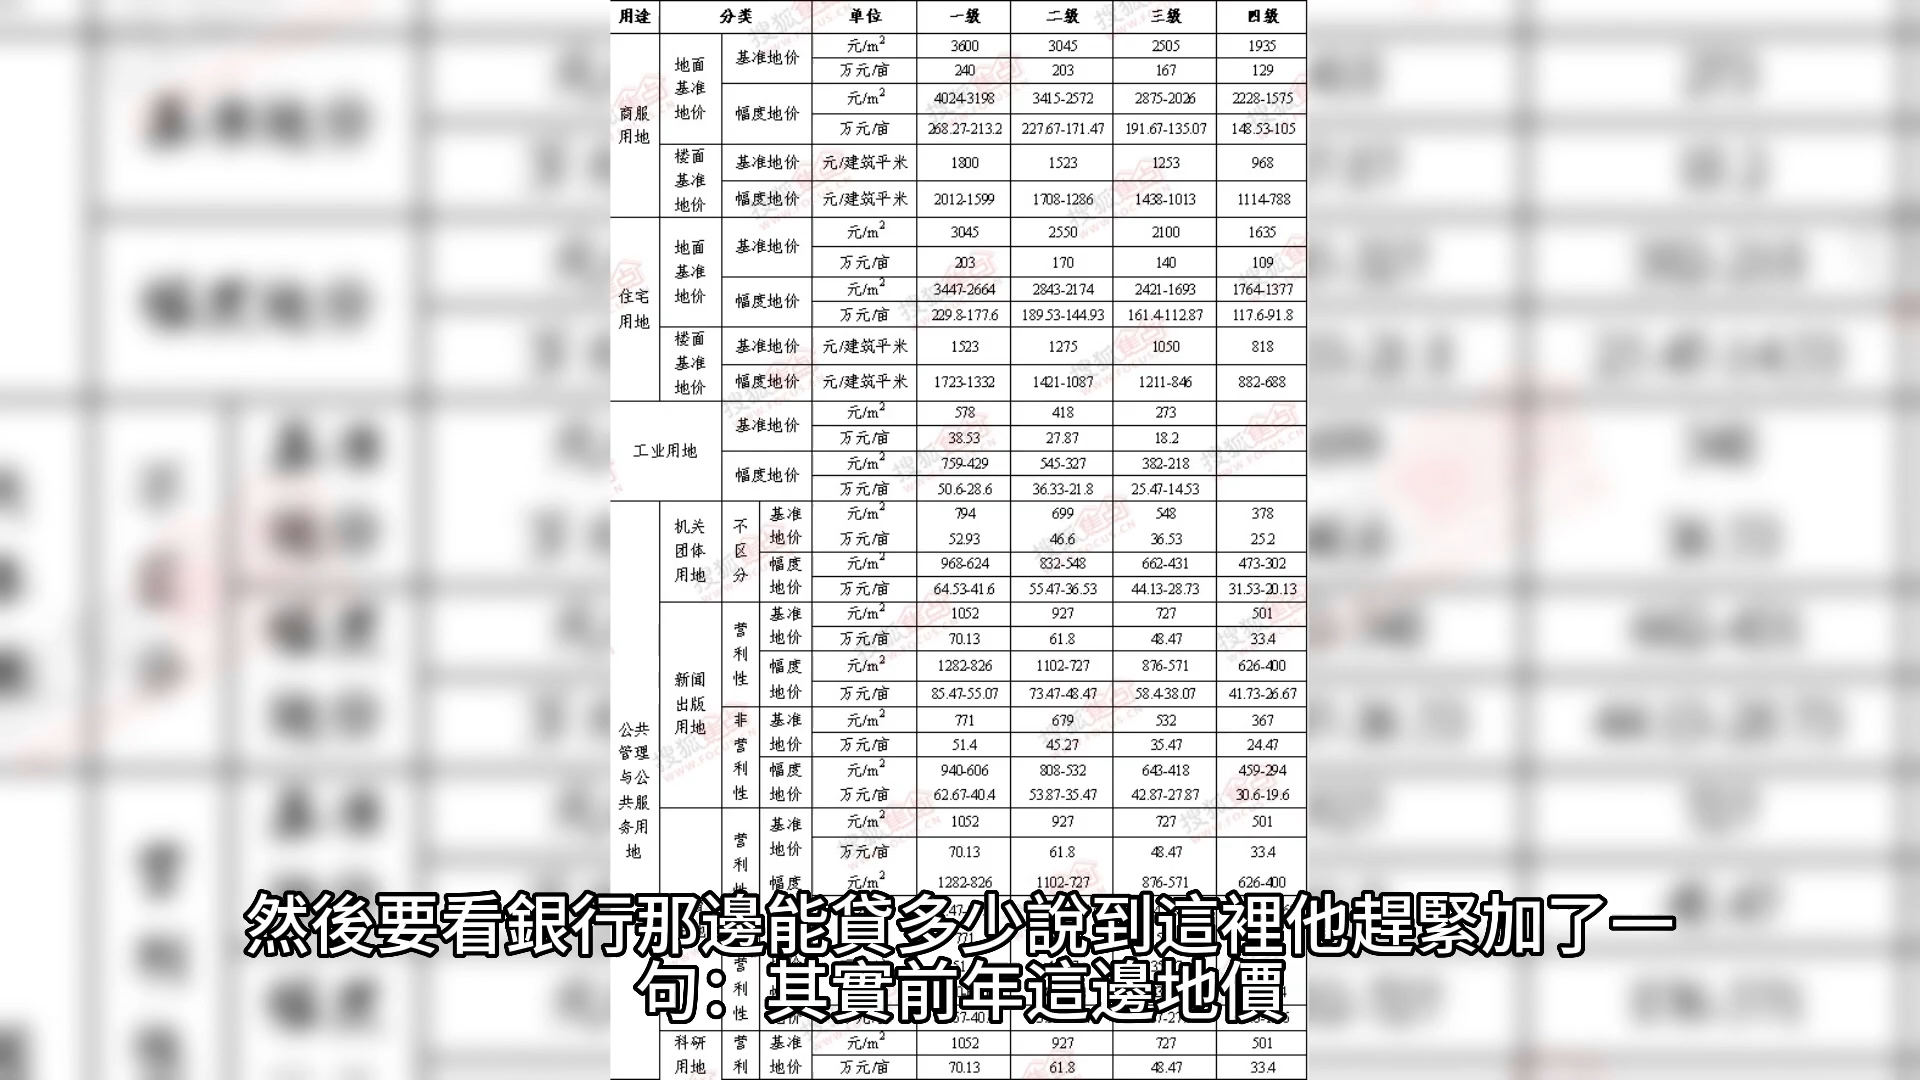 用途 分类 单位 一级 二级 三级 四级
商服用地 地面基准地价 基准地价 元/m² 3600 3045 2505 1935
万元/亩 240 203 167 129
幅度地价 元/m² 4024-3198 3415-2572 2875-2026 2228-1575
万元/亩 268.27-213.2 227.67-171.47 191.67-135.07 148.53-105
楼面基准地价 基准地价 元/建筑平米 1800 1523 1253 968
幅度地价 元/建筑平米 2012-1599 1708-1286 1438-1013 1114-788
住宅用地 地面基准地价 基准地价 元/m² 3045 2550 2100 1635
万元/亩 203 170 140 109
幅度地价 元/m² 3447-2664 2843-2174 2421-1693 1764-1377
万元/亩 229.8-177.6 189.53-144.93 161.4-112.87 117.6-91.8
楼面基准地价 基准地价 元/建筑平米 1523 1275 1050 818
幅度地价 元/建筑平米 1723-1332 1421-1087 1211-846 882-688
工业用地 基准地价 元/m² 578 418 273
万元/亩 38.53 27.87 18.2
幅度地价 元/m² 759-429 545-327 382-218
万元/亩 50.6-28.6 36.33-21.8 25.47-14.53
公共管理与公共服务用地 机关团体用地 不区分 基准地价 元/m² 794 699 548 378
万元/亩 52.93 46.6 36.53 25.2
幅度地价 元/m² 968-624 832-548 662-431 473-302
万元/亩 64.53-41.6 55.47-36.53 44.13-28.73 31.53-20.13
新闻出版用地 营利性 基准地价 元/m² 1052 927 727 501
万元/亩 70.13 61.8 48.47 33.4
幅度地价 元/m² 1282-826 1102-727 876-571 626-400
万元/亩 85.47-55.07 73.47-48.47 58.4-38.07 41.73-26.67
非营利性 基准地价 元/m² 771 679 532 367
万元/亩 51.4 45.27 35.47 24.47
幅度地价 元/m² 940-606 808-532 643-418 459-294
万元/亩 62.67-40.4 53.87-35.47 42.87-27.87 30.6-19.6
营利性 基准地价 元/m² 1052 927 727 501
万元/亩 70.13 61.8 48.47 33.4
幅度 元/m² 1282-826 1102-727 876-571 626-400
然後要看銀行那邊能貸多少說到這裡他趕緊加了一
句：其實前年這邊地價
科研用地 营利 基准地价 元/m² 1052 927 727 501
万元/亩 70.13 61.8 48.47 33.4